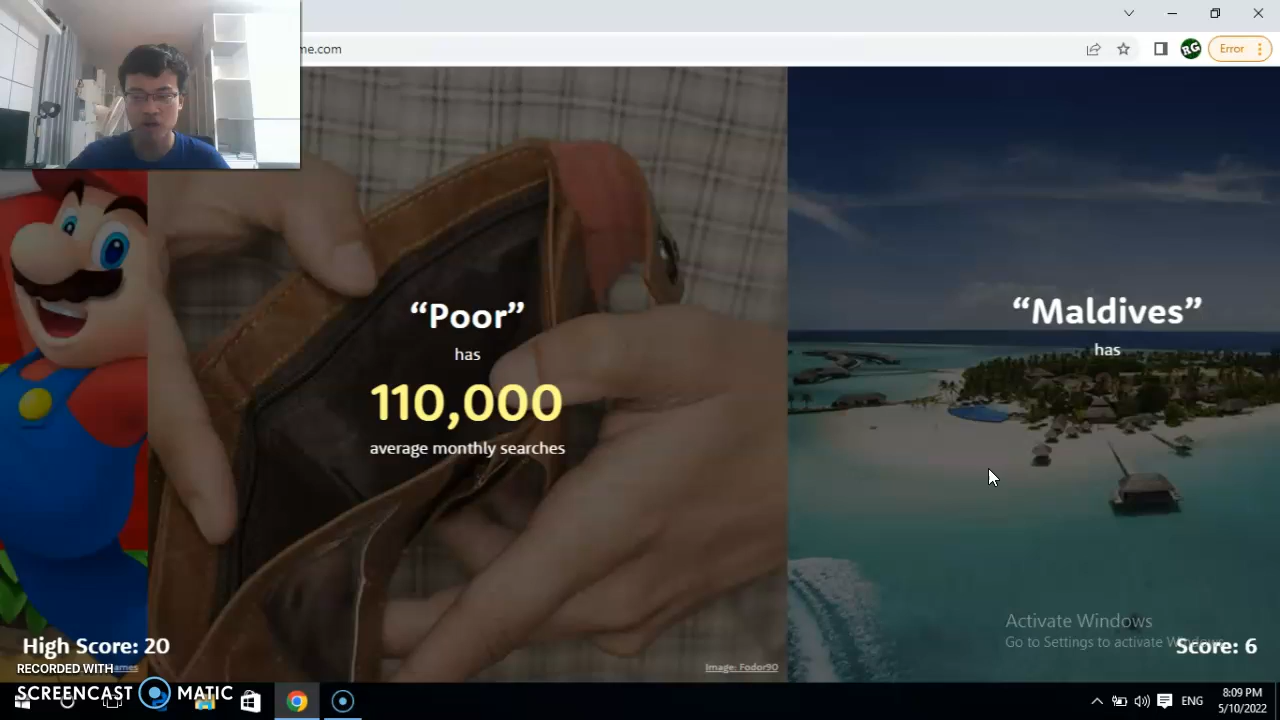 me.com
RG
Error
“Poor”
has
110,000
average monthly searches
“Maldives”
has
High Score: 20
ames
Image: Fodor90
Activate Windows
Go to Settings to activate Windows.
Score: 6
RECORDED WITH
SCREENCAST MATIC
ENG
8:09 PM
5/10/2022